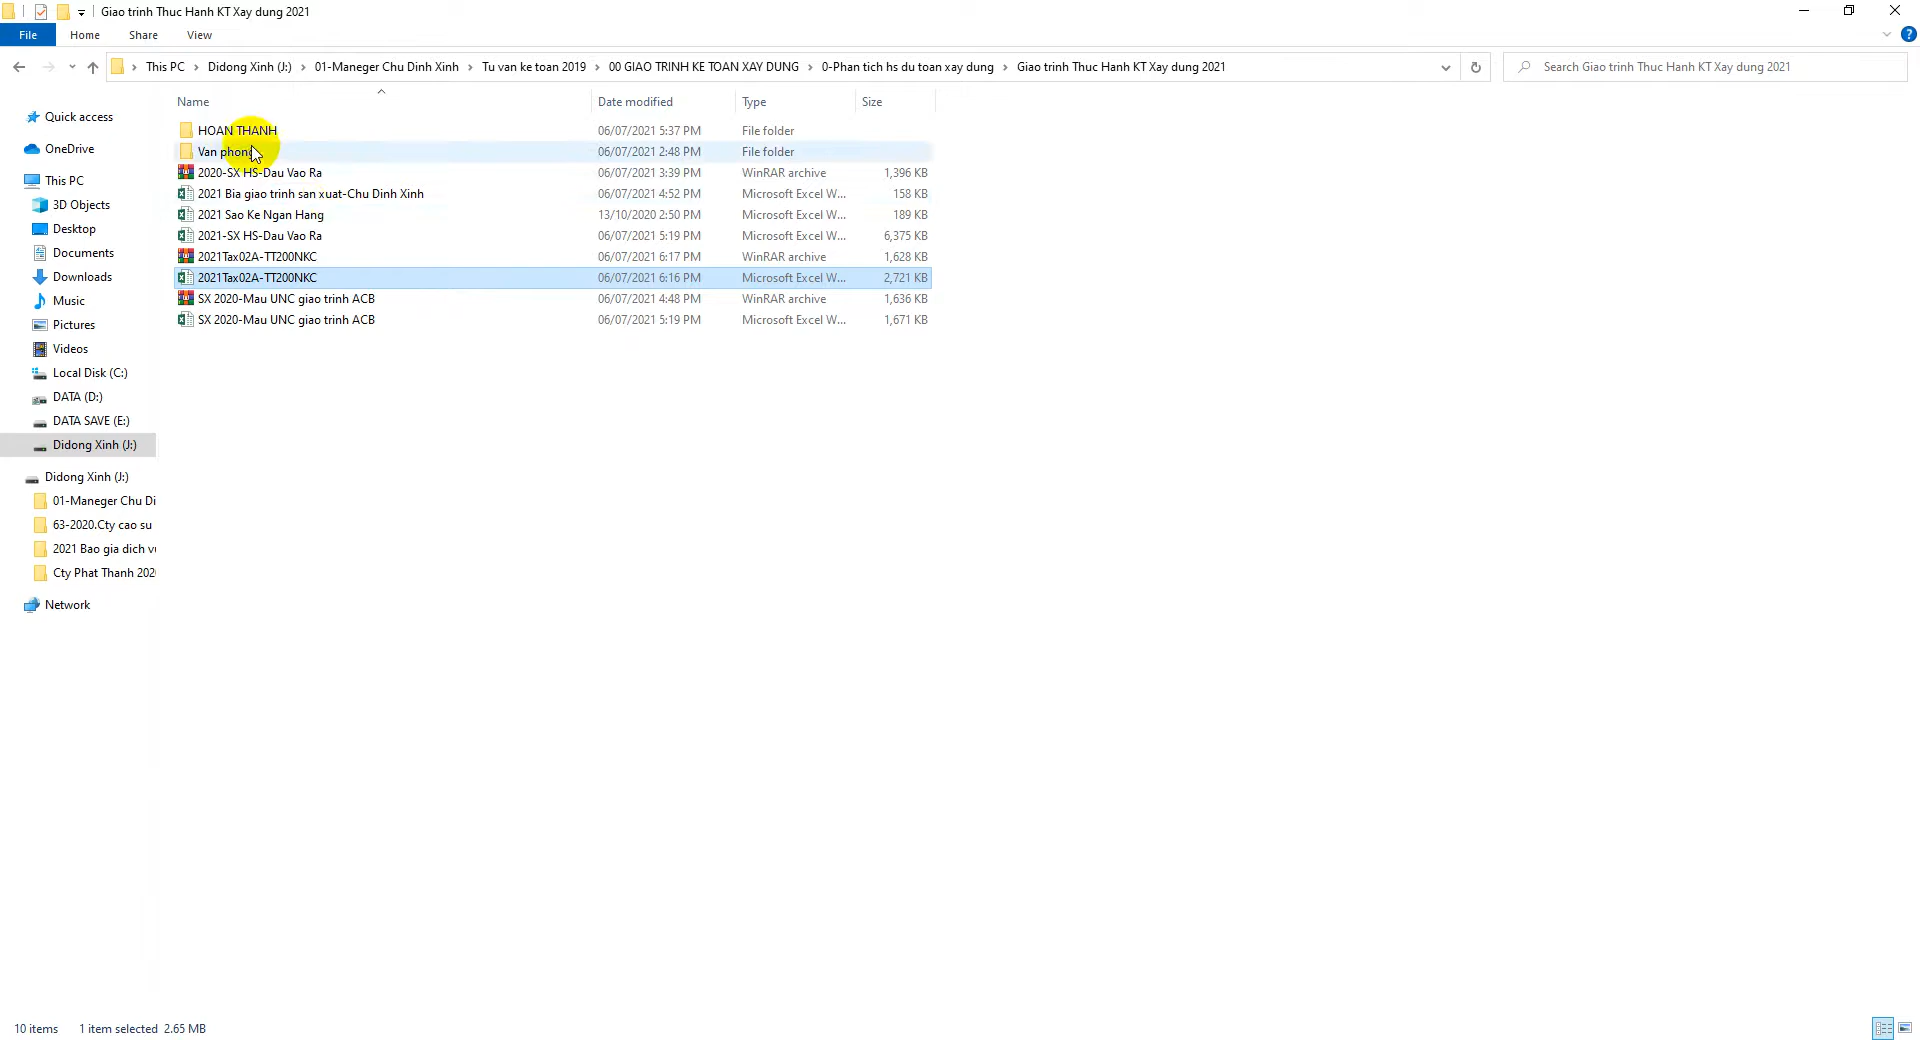 Giao trinh Thuc Hanh KT Xay dung 2021
File Home Share View
This PC Didong Xinh (J:) 01-Maneger Chu Dinh Xinh Tu van ke toan 2019 00 GIAO TRINH KE TOAN XAY DUNG 0-Phan tich hs du toan xay dung Giao trinh Thuc Hanh KT Xay dung 2021 Search Giao trinh Thuc Hanh KT Xay dung 2021
Name Date modified Type Size
HOAN THANH 06/07/2021 5:37 PM File folder
Van phong 06/07/2021 2:48 PM File folder
2020-SX HS-Dau Vao Ra 06/07/2021 3:39 PM WinRAR archive 1,396 KB
2021 Bia giao trinh san xuat-Chu Dinh Xinh 06/07/2021 4:52 PM Microsoft Excel W... 158 KB
2021 Sao Ke Ngan Hang 13/10/2020 2:50 PM Microsoft Excel W... 189 KB
2021-SX HS-Dau Vao Ra 06/07/2021 5:19 PM Microsoft Excel W... 6,375 KB
2021Tax02A-TT200NKC 06/07/2021 6:17 PM WinRAR archive 1,628 KB
2021Tax02A-TT200NKC 06/07/2021 6:16 PM Microsoft Excel W... 2,721 KB
SX 2020-Mau UNC giao trinh ACB 06/07/2021 4:48 PM WinRAR archive 1,636 KB
SX 2020-Mau UNC giao trinh ACB 06/07/2021 5:19 PM Microsoft Excel W... 1,671 KB
Quick access
OneDrive
This PC
3D Objects
Desktop
Documents
Downloads
Music
Pictures
Videos
Local Disk (C:)
DATA (D:)
DATA SAVE (E:)
Didong Xinh (J:)
Didong Xinh (J:)
01-Maneger Chu Di
63-2020.Cty cao su
2021 Bao gia dich vu
Cty Phat Thanh 2020
Network
10 items 1 item selected 2.65 MB